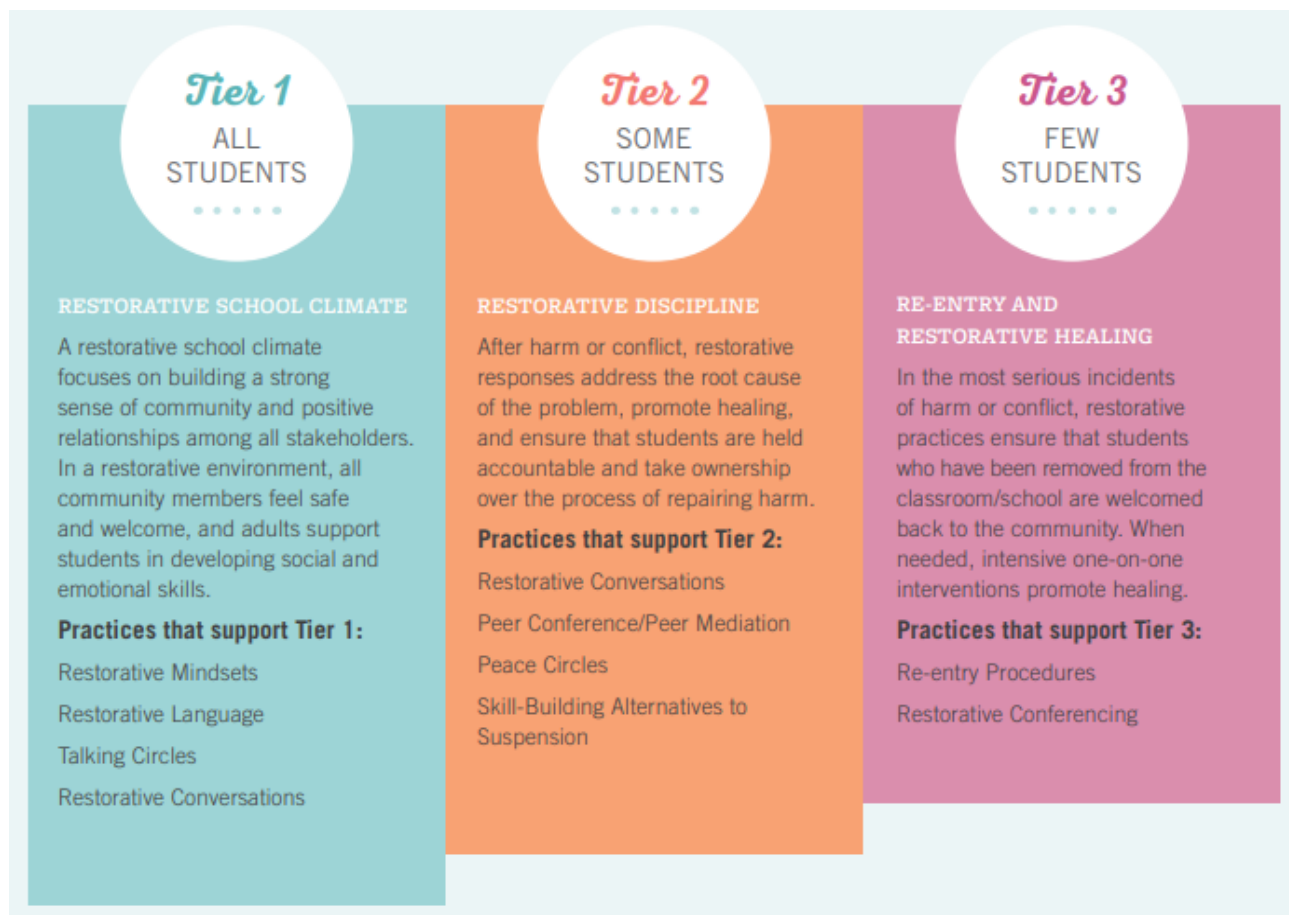 Tier 1
ALL
STUDENTS
RESTORATIVE SCHOOL CLIMATE
A restorative school climate
focuses on building a strong
sense of community and positive
relationships among all stakeholders.
In a restorative environment, all
community members feel safe
and welcome, and adults support
students in developing social and
emotional skills.
Practices that support Tier 1:
Restorative Mindsets
Restorative Language
Talking Circles
Restorative Conversations
Tier 2
SOME
STUDENTS
RESTORATIVE DISCIPLINE
After harm or conflict, restorative
responses address the root cause
of the problem, promote healing,
and ensure that students are held
accountable and take ownership
over the process of repairing harm.
Practices that support Tier 2:
Restorative Conversations
Peer Conference/Peer Mediation
Peace Circles
Skill-Building Alternatives to
Suspension
Tier 3
FEW
STUDENTS
RE-ENTRY AND
RESTORATIVE HEALING
In the most serious incidents
of harm or conflict, restorative
practices ensure that students
who have been removed from the
classroom/school are welcomed
back to the community. When
needed, intensive one-on-one
interventions promote healing.
Practices that support Tier 3:
Re-entry Procedures
Restorative Conferencing